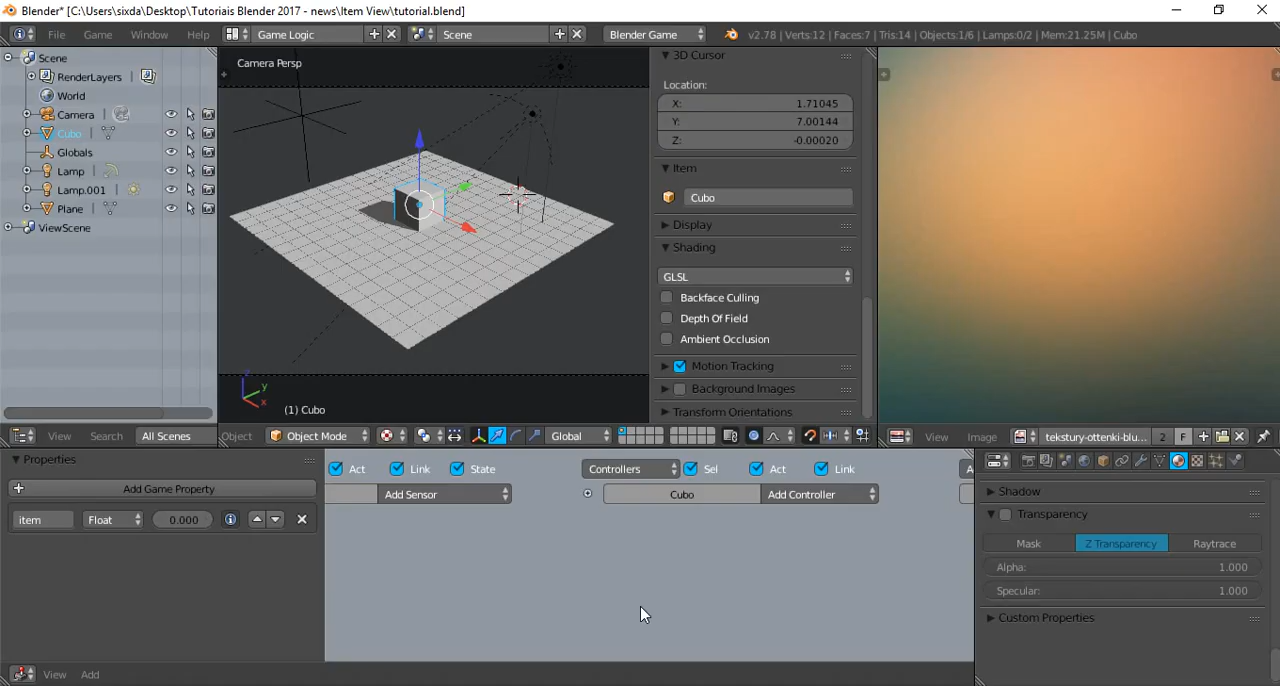 Blender* [C:\Users\sixda\Desktop\Tutoriais Blender 2017 - news\Item View\tutorial.blend]
File Game Window Help Game Logic Scene Blender Game v2.78 | Verts:12 | Faces:7 | Tris:14 | Objects:1/6 | Lamps:0/2 | Mem:21.25M | Cubo
Scene
RenderLayers
World
Camera
Cubo
Globals
Lamp
Lamp.001
Plane
ViewScene
View Search All Scenes
Camera Persp
(1) Cubo
Object Object Mode Global
3D Cursor
Location:
X: 1.71045
Y: 7.00144
Z: -0.00020
Item
Cubo
Display
Shading
GLSL
Backface Culling
Depth Of Field
Ambient Occlusion
Motion Tracking
Background Images
Transform Orientations
View Image tekstury-ottenki-blu... 2 F
Properties
Add Game Property
item Float 0.000
View Add
Act Link State Controllers Sel Act Link A
Add Sensor Cubo Add Controller
Shadow
Transparency
Mask Z Transparency Raytrace
Alpha: 1.000
Specular: 1.000
Custom Properties